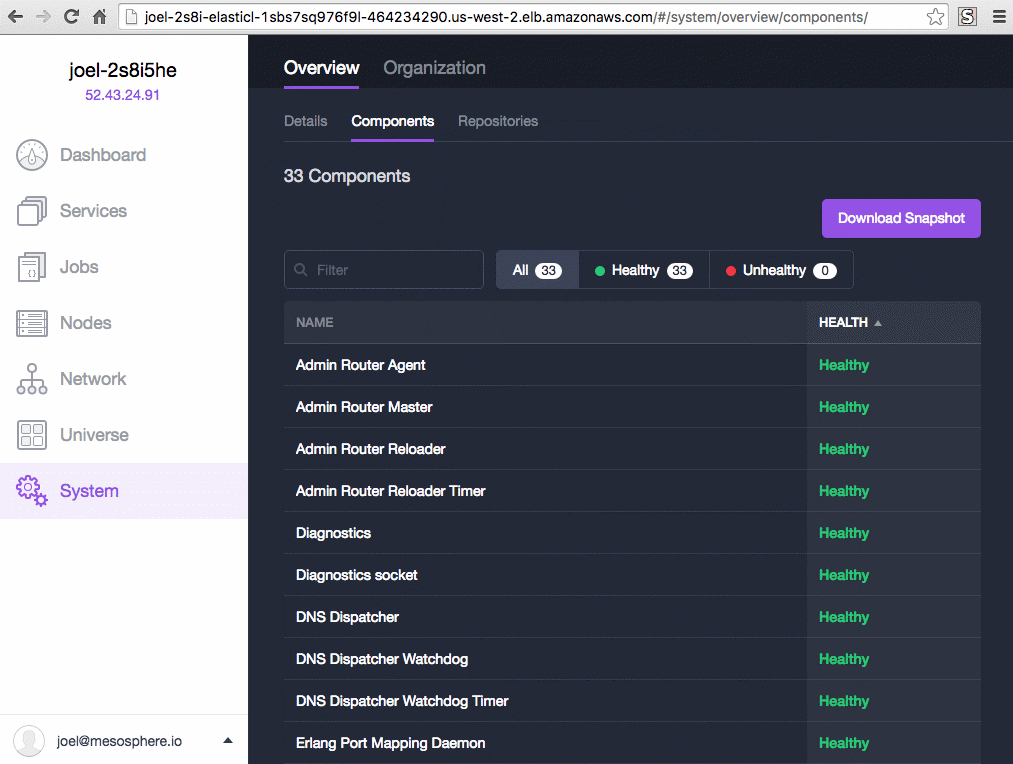 joel-2s8i-elasticl-1sbs7sq976f9l-464234290.us-west-2.elb.amazonaws.com/#/system/overview/components/
S
joel-2s8i5he
52.43.24.91
Dashboard
Services
Jobs
Nodes
Network
Universe
System
joel@mesosphere.io
Overview Organization
Details Components Repositories
33 Components
Download Snapshot
Filter All 33 Healthy 33 Unhealthy 0
NAME HEALTH
Admin Router Agent Healthy
Admin Router Master Healthy
Admin Router Reloader Healthy
Admin Router Reloader Timer Healthy
Diagnostics Healthy
Diagnostics socket Healthy
DNS Dispatcher Healthy
DNS Dispatcher Watchdog Healthy
DNS Dispatcher Watchdog Timer Healthy
Erlang Port Mapping Daemon Healthy